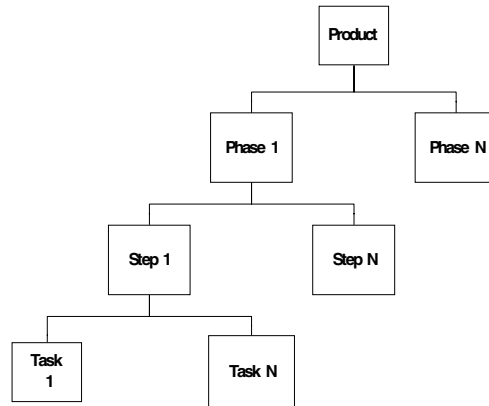 Product
Phase 1
Phase N
Step 1
Step N
Task
1
Task N